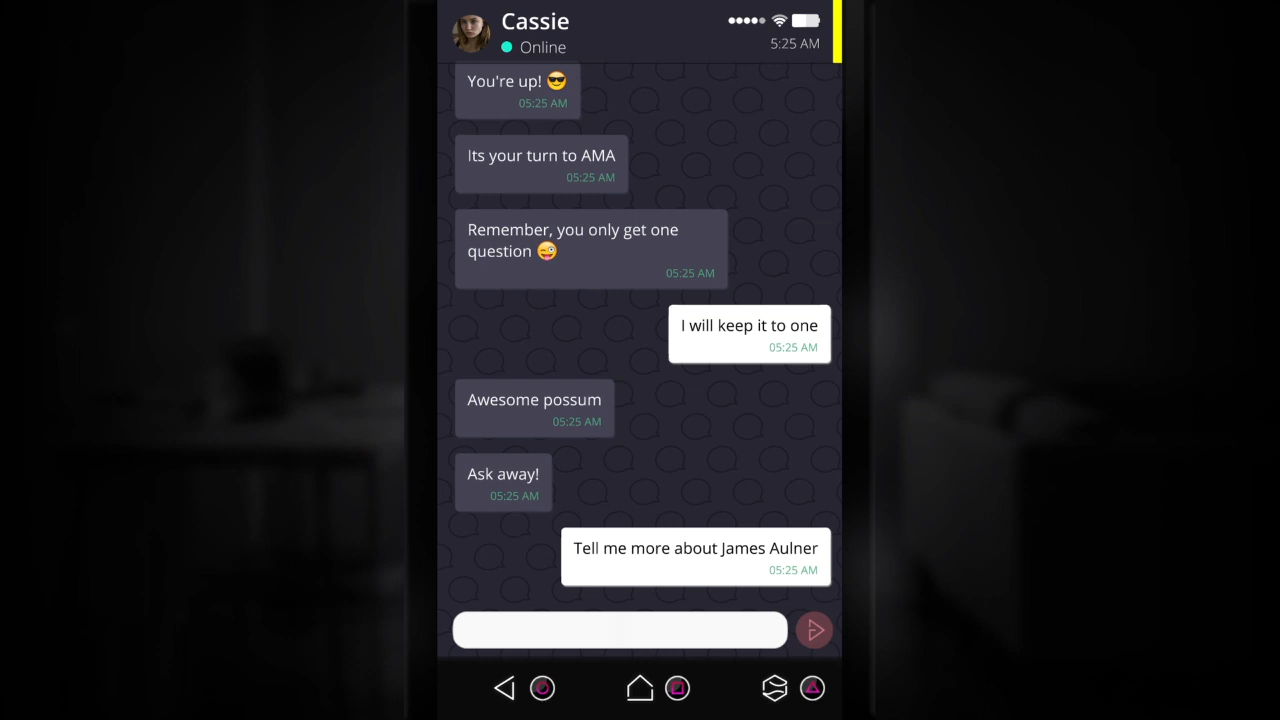 Cassie
Online
5:25 AM
You're up! 😎
05:25 AM
Its your turn to AMA
05:25 AM
Remember, you only get one
question 😜
05:25 AM
I will keep it to one
05:25 AM
Awesome possum
05:25 AM
Ask away!
05:25 AM
Tell me more about James Aulner
05:25 AM